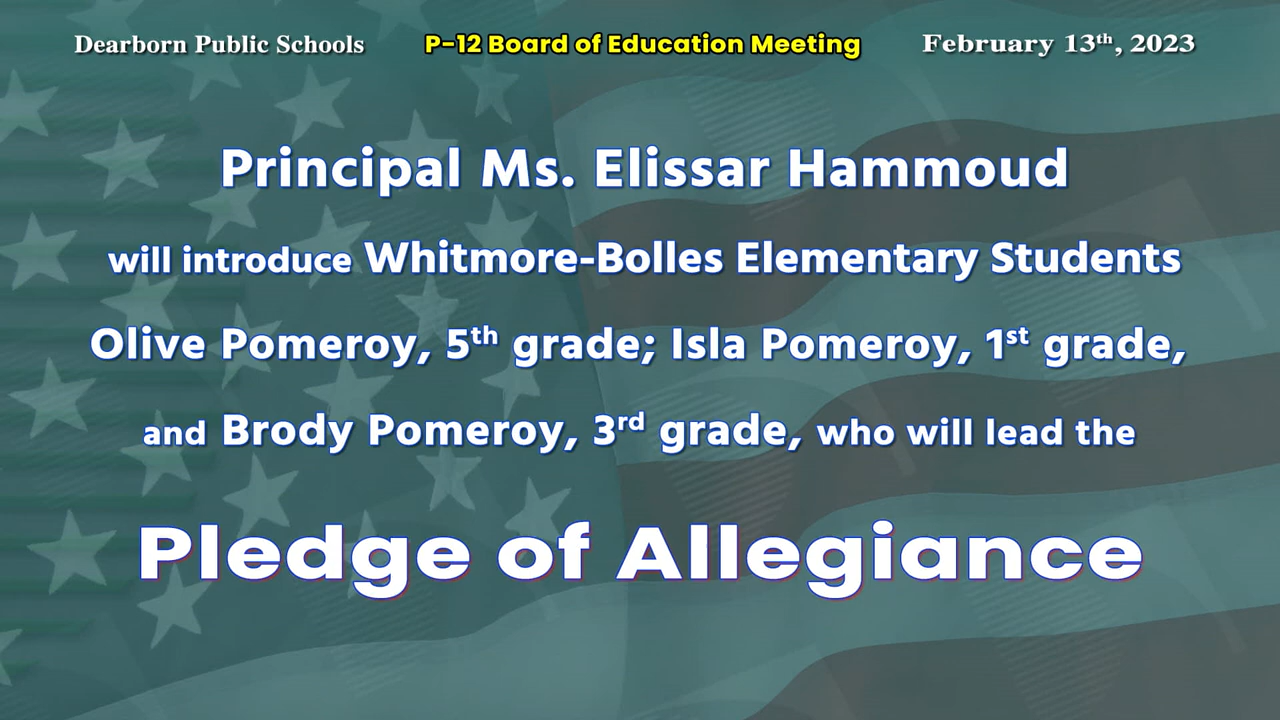 Dearborn Public Schools P-12 Board of Education Meeting February 13th, 2023
Principal Ms. Elissar Hammoud
will introduce Whitmore-Bolles Elementary Students
Olive Pomeroy, 5th grade; Isla Pomeroy, 1st grade,
and Brody Pomeroy, 3rd grade, who will lead the
Pledge of Allegiance